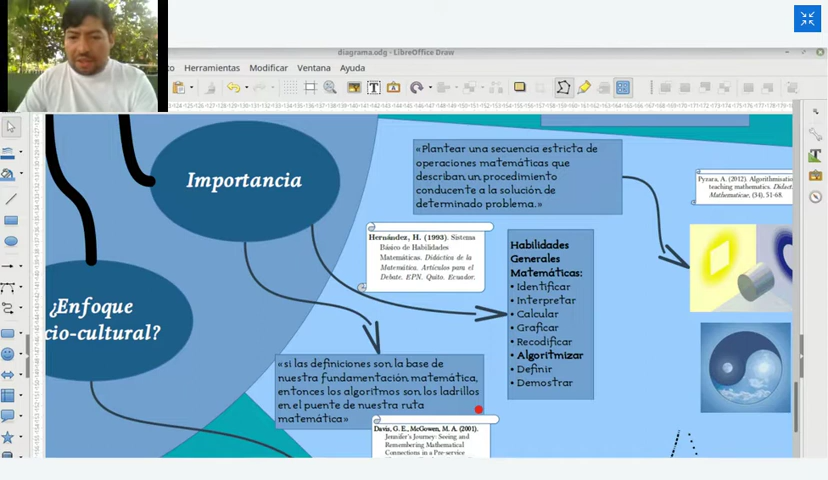 diagrama.odg - LibreOffice Draw
Herramientas Modificar Ventana Ayuda
Importancia
¿Enfoque
cio-cultural?
«Plantear una secuencia estricta de
operaciones matemáticas que
describan un procedimiento
conducente a la solución de
determinado problema.»
Hernández, H. (1993). Sistema
Básico de Habilidades
Matemáticas. Didáctica de la
Matemática. Artículos para el
Debate. EPN. Quito. Ecuador.
Habilidades
Generales
Matemáticas:
• Identificar
• Interpretar
• Calcular
• Graficar
• Recodificar
• Algoritmizar
• Definir
• Demostrar
Pyzara, A. (2012). Algorithmisatio
teaching mathematics. Didact
Mathematicae, (34), 51-68.
«si las definiciones son la base de
nuestra fundamentación matemática,
entonces los algoritmos son los ladrillos
en el puente de nuestra ruta
matemática»
Davis, G. E., McGowen, M. A. (2001).
Jennifer's Journey: Seeing and
Remembering Mathematical
Connections in a Pre-service